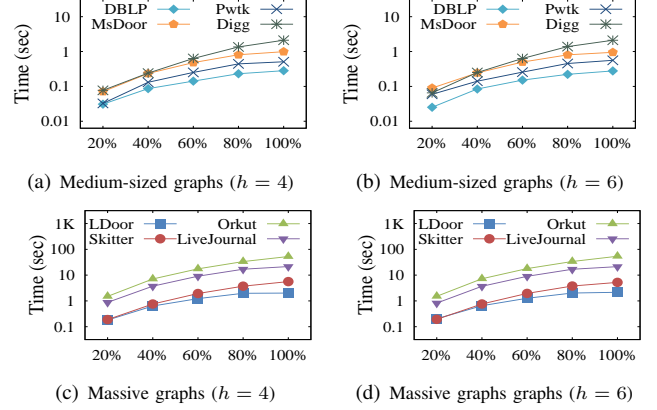 DBLP Pwtk DBLP Pwtk
MsDoor Digg MsDoor Digg
10 10
1 1
0.1 0.1
0.01 0.01
Time (sec) Time (sec)
20% 40% 60% 80% 100% 20% 40% 60% 80% 100%
(a) Medium-sized graphs (h = 4) (b) Medium-sized graphs (h = 6)
LDoor Orkut LDoor Orkut
Skitter LiveJournal Skitter LiveJournal
1K 1K
100 100
10 10
1 1
0.1 0.1
Time (sec) Time (sec)
20% 40% 60% 80% 100% 20% 40% 60% 80% 100%
(c) Massive graphs (h = 4) (d) Massive graphs graphs (h = 6)